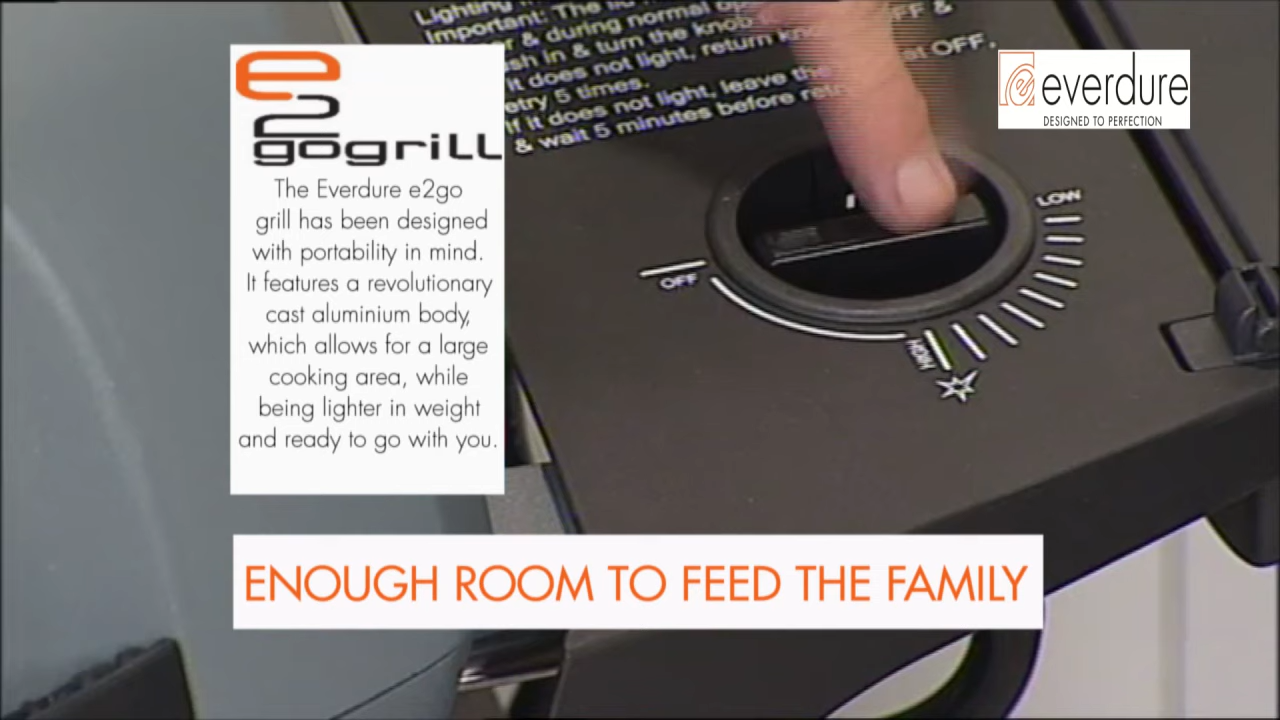 Lighting
Important: The
& during normal
sh in & turn the knob OFF &
it does not light, return
etry 5 times. OFF.
If it does not light, leave the
& wait 5 minutes before
e2gogrill
The Everdure e2go
grill has been designed
with portability in mind.
It features a revolutionary
cast aluminium body,
which allows for a large
cooking area, while
being lighter in weight
and ready to go with you.
everdure
DESIGNED TO PERFECTION
LOW
OFF
HIGH
ENOUGH ROOM TO FEED THE FAMILY